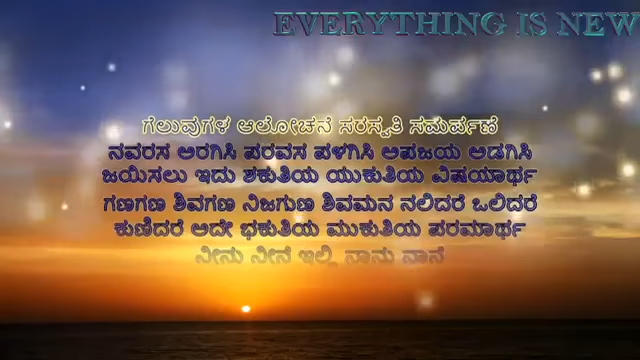 EVERYTHING IS NEW
ಗೆಲುವುಗಳ ಆಲೋಚನೆ ಸರಸ್ವತಿ ಸಮರ್ಪಣೆ
ನವರಸ ಅರಗಿಸಿ ಪರವಸ ಪಳಗಿಸಿ ಅಪಜಯ ಅಡಗಿಸಿ
ಜಯಿಸಲು ಇದು ಶಕುತಿಯ ಯುಕುತಿಯ ವಿಷಯಾರ್ಥ
ಗಣಗಣ ಶಿವಗಣ ನಿಜಗುಣ ಶಿವಮನ ನಲಿದರೆ ಒಲಿದರೆ
ಕುಣಿದರೆ ಅದೇ ಭಕುತಿಯ ಮುಕುತಿಯ ಪರಮಾರ್ಥ
ನೀನು ನೀನೆ ಇಲ್ಲಿ ನಾನು ನಾನೆ